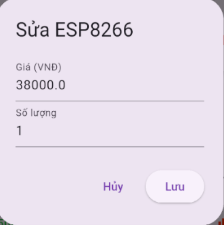 Sửa ESP8266
Giá (VNĐ)
38000.0
Số lượng
1
Hủy Lưu